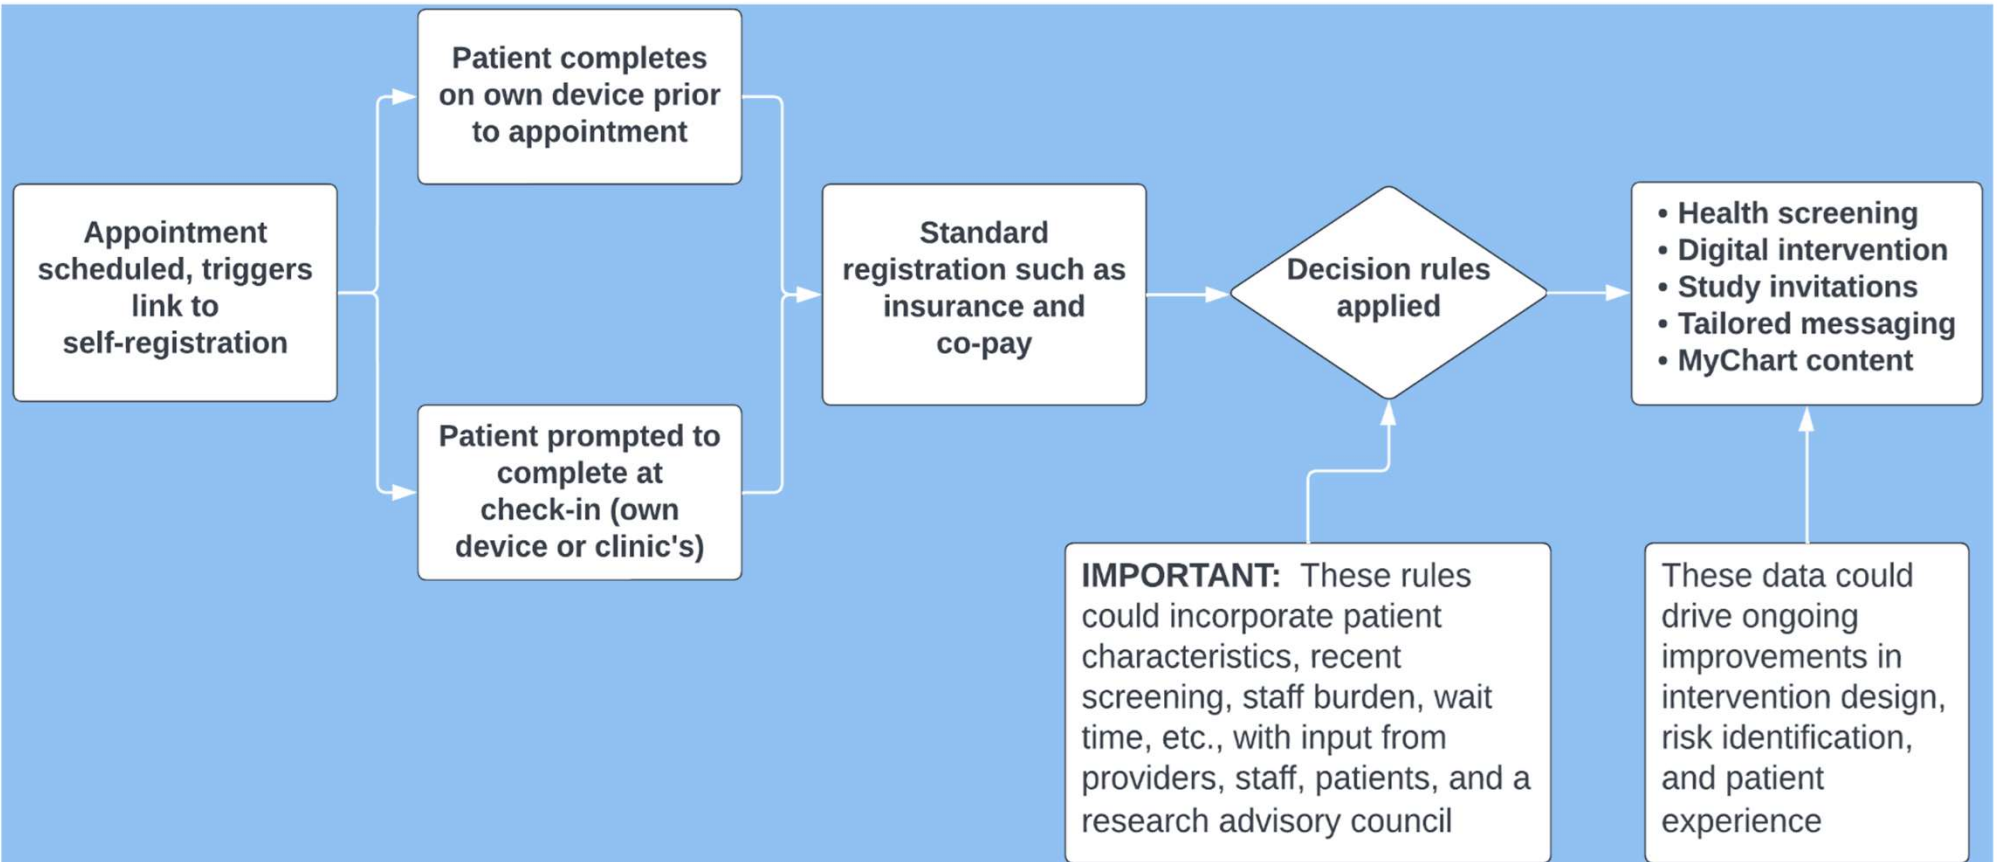 Patient completes
on own device prior
to appointment
Appointment
scheduled, triggers
link to
self-registration
Patient prompted to
complete at
check-in (own
device or clinic's)
Standard
registration such as
insurance and
co-pay
Decision rules
applied
• Health screening
• Digital intervention
• Study invitations
• Tailored messaging
• MyChart content
IMPORTANT:  These rules
could incorporate patient
characteristics, recent
screening, staff burden, wait
time, etc., with input from
providers, staff, patients, and a
research advisory council
These data could
drive ongoing
improvements in
intervention design,
risk identification,
and patient
experience